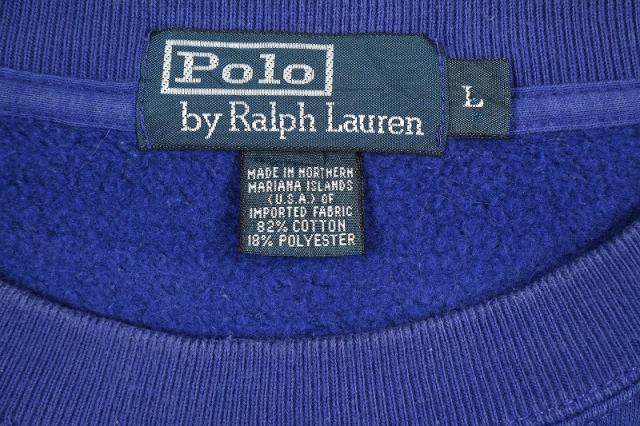 Polo
by Ralph Lauren
L
MADE IN NORTHERN
MARIANA ISLANDS
(U.S.A.) OF
IMPORTED FABRIC
82% COTTON
18% POLYESTER